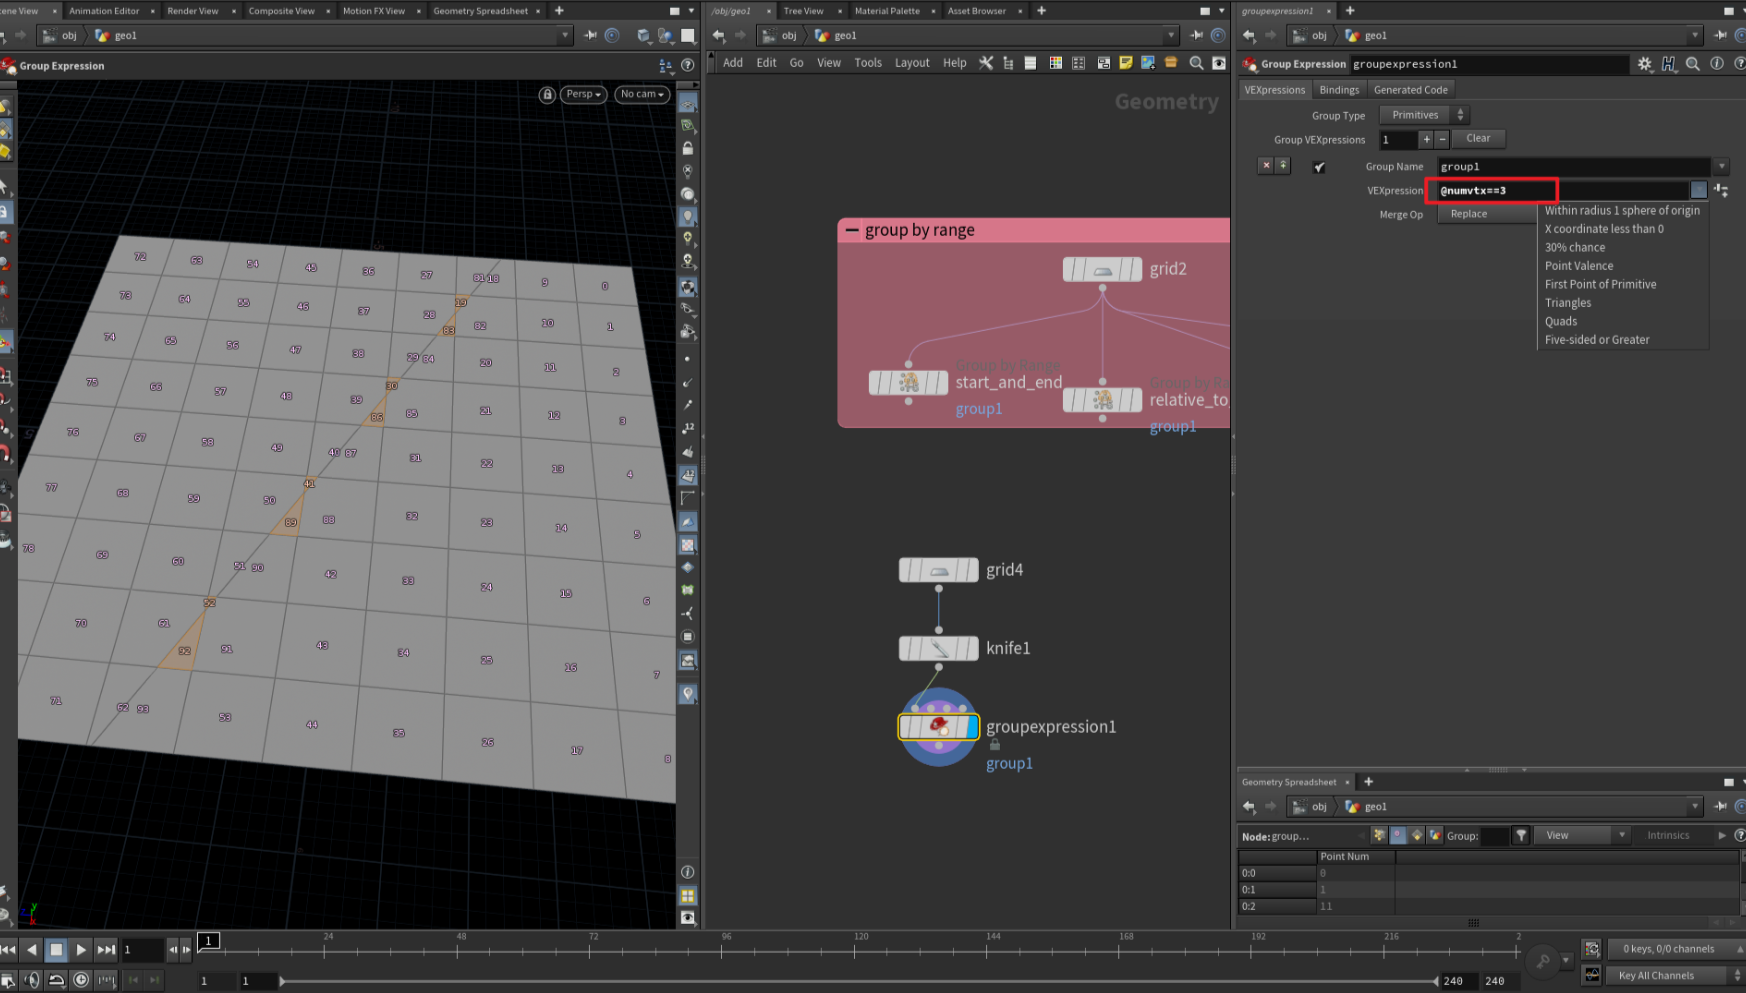 Scene View Animation Editor Render View Composite View Motion FX View Geometry Spreadsheet
obj geo1
Group Expression
Persp No cam
72 63 54 45 36 27 81 18 9 0
73 64 55 46 37 28 19 83 82 10 1
74 65 56 47 38 29 84 20 11 2
75 66 57 48 39 30 86 85 21 12 3
76 67 58 49 40 87 31 22 13 4
77 68 59 50 41 89 88 32 23 14 5
78 69 60 51 90 42 33 24 15 6
70 61 52 92 91 43 34 25 16 7
71 62 93 53 44 35 26 17 8
/obj/geo1 Tree View Material Palette Asset Browser
obj geo1
Add Edit Go View Tools Layout Help
Geometry
group by range
grid2
Group by Range
start_and_end
group1
Group by Ra
relative_to_
group1
grid4
knife1
groupexpression1
group1
groupexpression1
obj geo1
Group Expression groupexpression1
VEXpressions Bindings Generated Code
Group Type Primitives
Group VEXpressions 1 + − Clear
Group Name group1
VEXpression @numvtx==3
Merge Op Replace
Within radius 1 sphere of origin
X coordinate less than 0
30% chance
Point Valence
First Point of Primitive
Triangles
Quads
Five-sided or Greater
Geometry Spreadsheet
obj geo1
Node: group... Group: View Intrinsics
Point Num
0:0 0
0:1 1
0:2 11
1 1 24 48 72 96 120 144 168 192 216 2
0 keys, 0/0 channels
1 1 240 240
Key All Channels